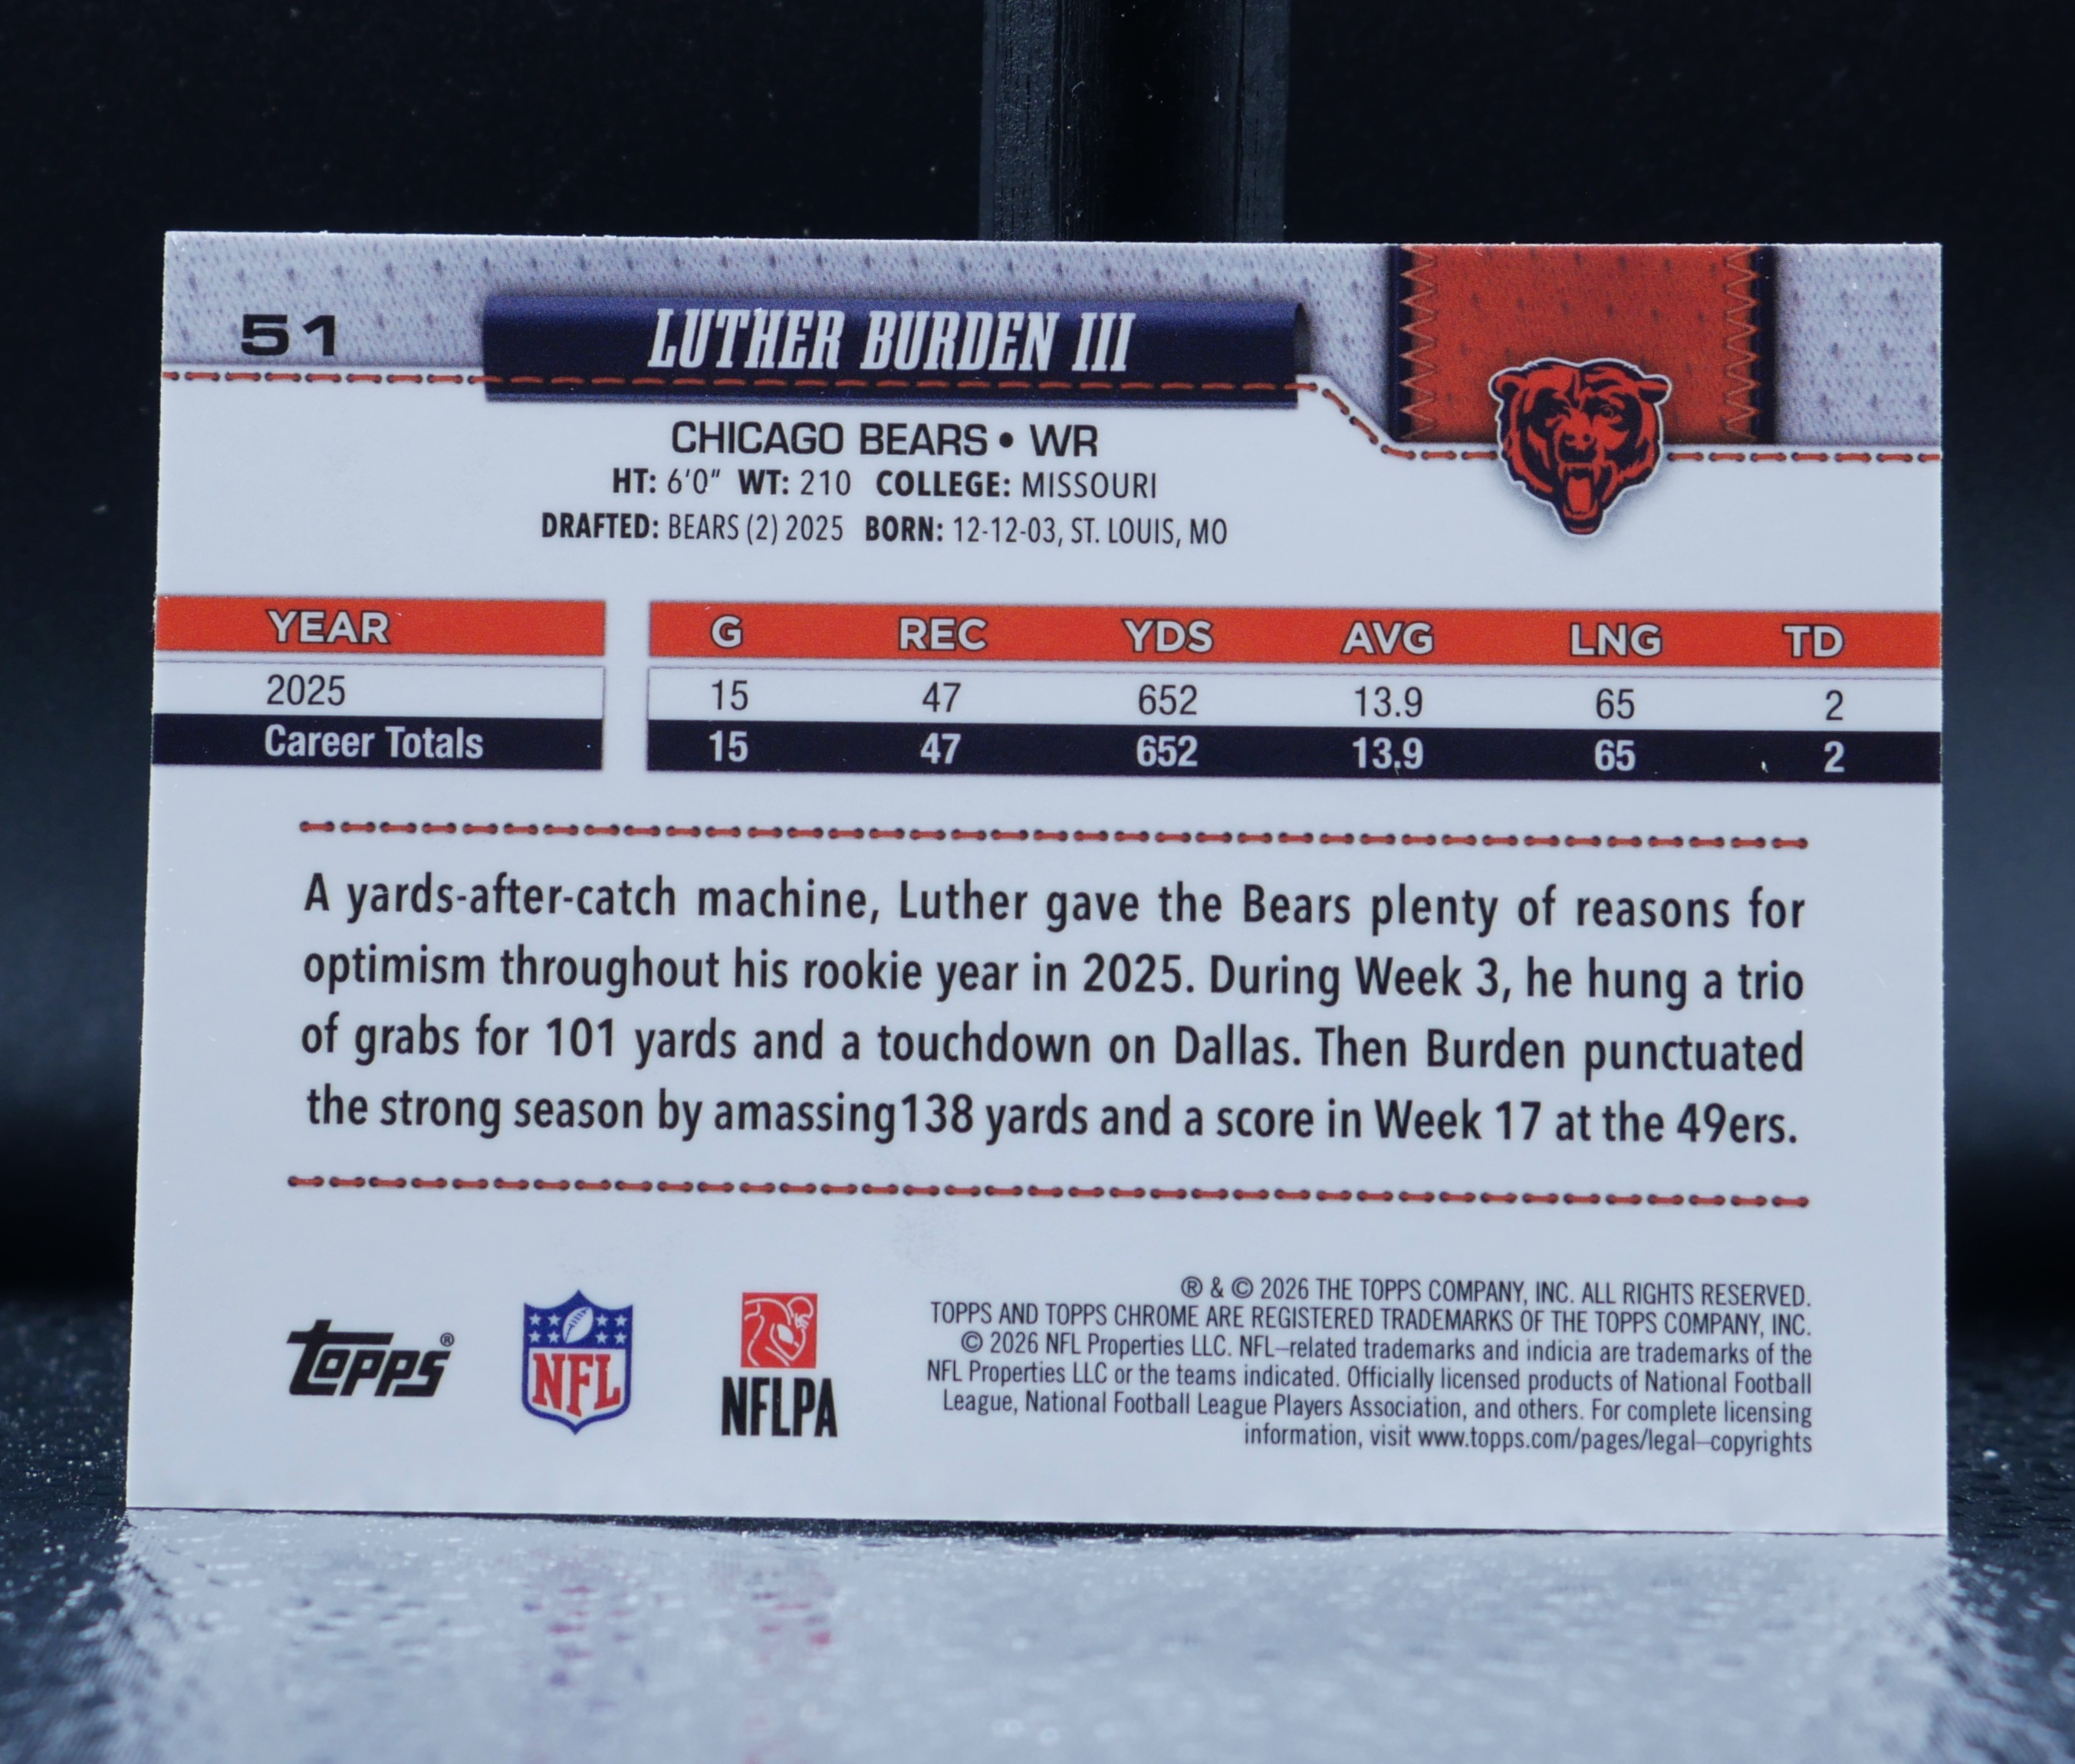 51
LUTHER BURDEN III
CHICAGO BEARS • WR
HT: 6'0" WT: 210 COLLEGE: MISSOURI
DRAFTED: BEARS (2) 2025 BORN: 12-12-03, ST. LOUIS, MO
YEAR G REC YDS AVG LNG TD
2025 15 47 652 13.9 65 2
Career Totals 15 47 652 13.9 65 2
A yards-after-catch machine, Luther gave the Bears plenty of reasons for
optimism throughout his rookie year in 2025. During Week 3, he hung a trio
of grabs for 101 yards and a touchdown on Dallas. Then Burden punctuated
the strong season by amassing138 yards and a score in Week 17 at the 49ers.
topps®
NFL
NFLPA
® & © 2026 THE TOPPS COMPANY, INC. ALL RIGHTS RESERVED.
TOPPS AND TOPPS CHROME ARE REGISTERED TRADEMARKS OF THE TOPPS COMPANY, INC.
© 2026 NFL Properties LLC. NFL–related trademarks and indicia are trademarks of the
NFL Properties LLC or the teams indicated. Officially licensed products of National Football
League, National Football League Players Association, and others. For complete licensing
information, visit www.topps.com/pages/legal–copyrights